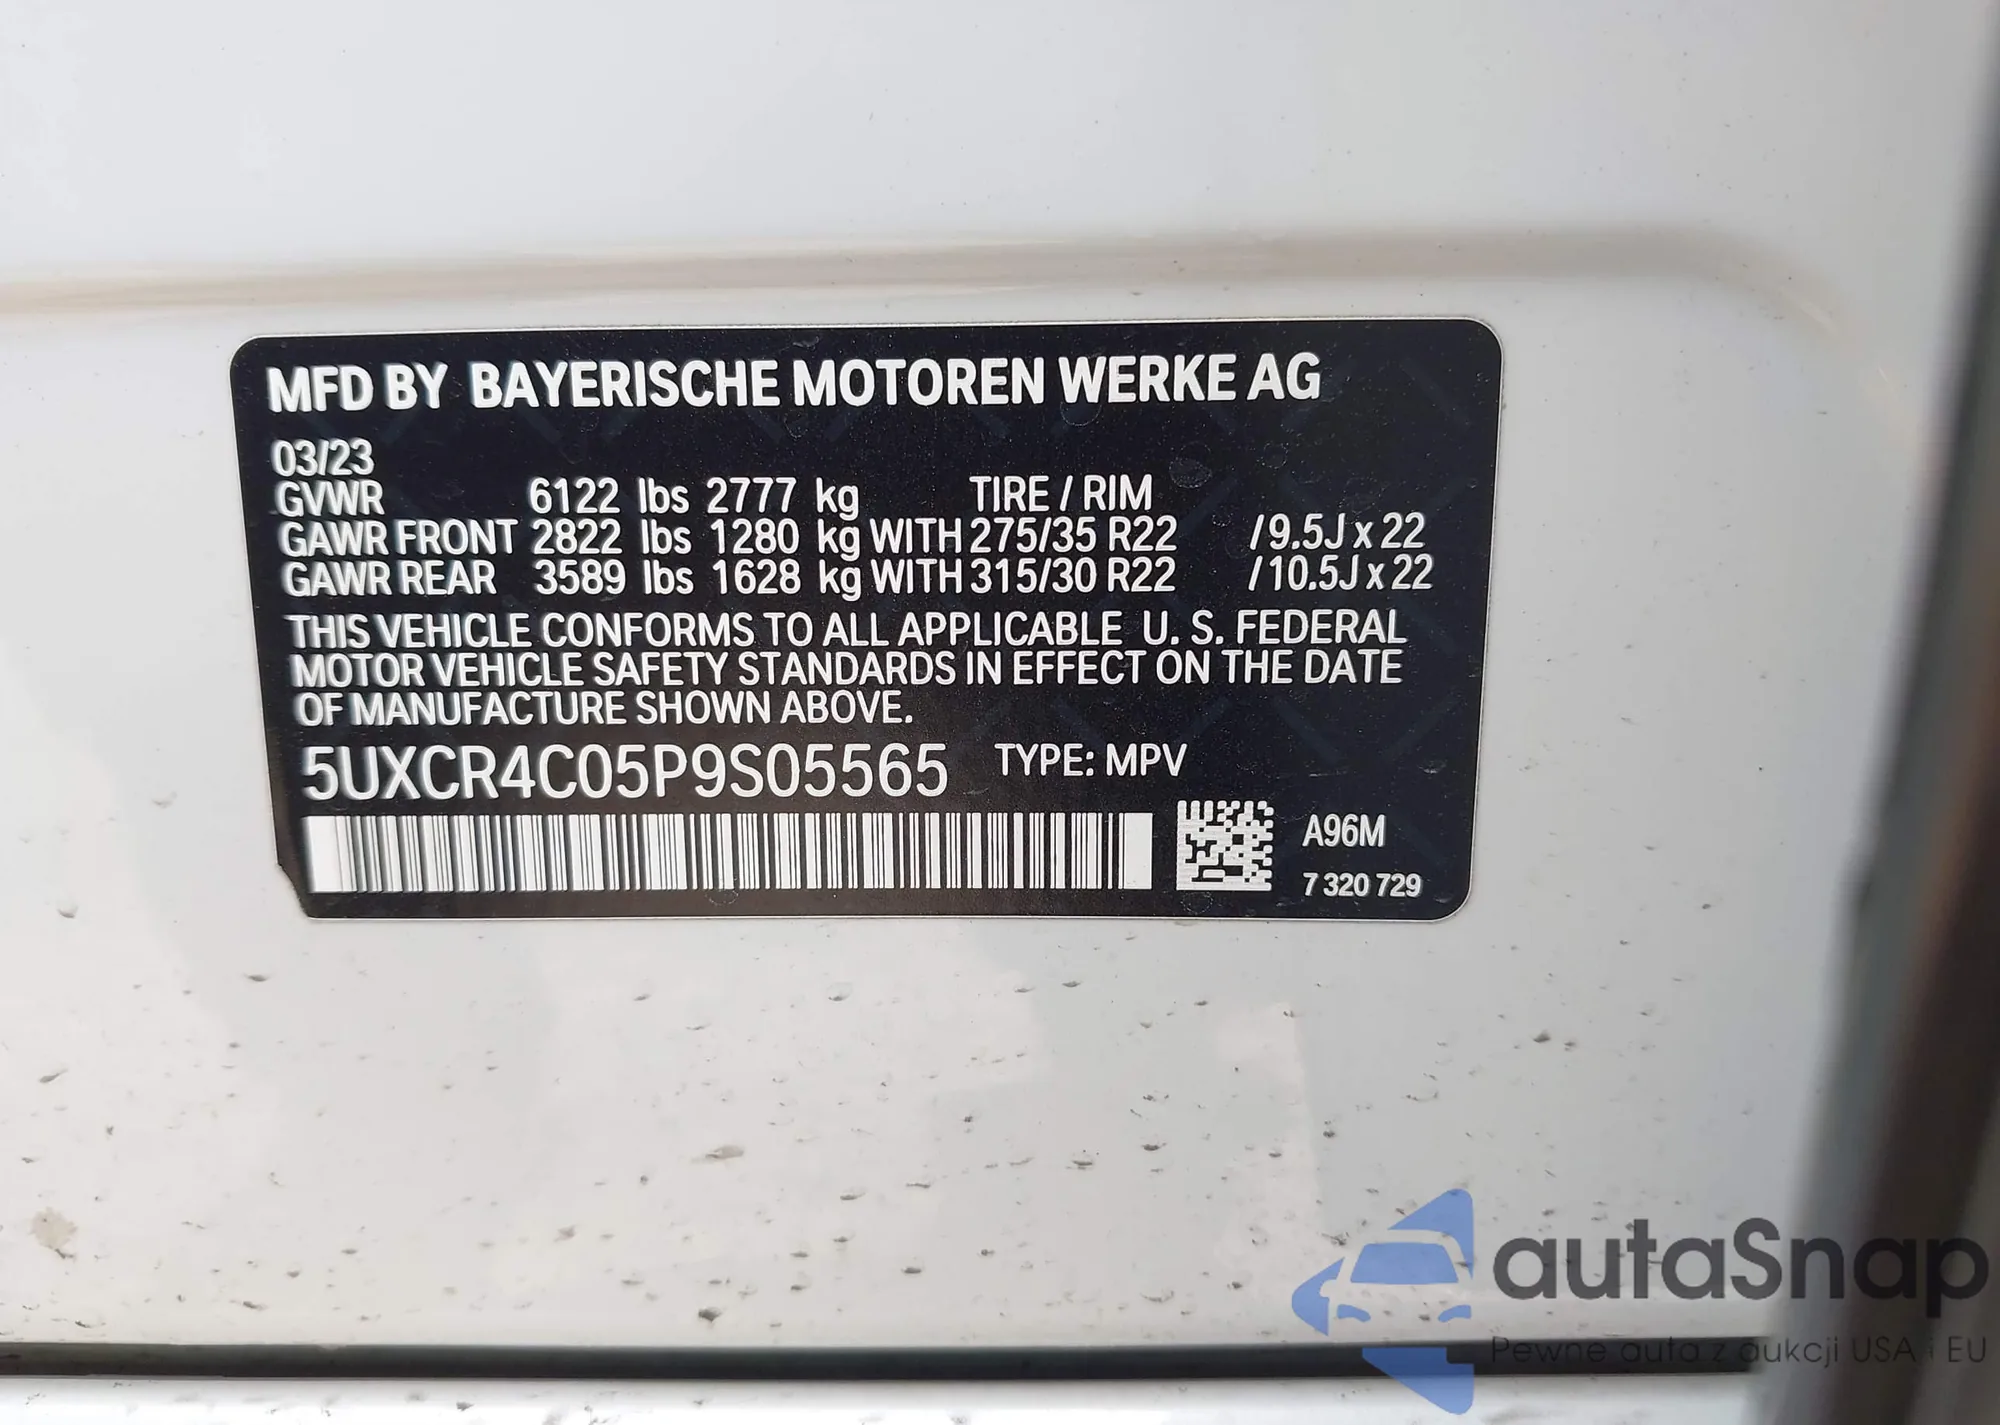 MFD BY BAYERISCHE MOTOREN WERKE AG
03/23
GVWR 6122 lbs 2777 kg TIRE / RIM
GAWR FRONT 2822 lbs 1280 kg WITH 275/35 R22 / 9.5J x 22
GAWR REAR 3589 lbs 1628 kg WITH 315/30 R22 / 10.5J x 22
THIS VEHICLE CONFORMS TO ALL APPLICABLE U. S. FEDERAL
MOTOR VEHICLE SAFETY STANDARDS IN EFFECT ON THE DATE
OF MANUFACTURE SHOWN ABOVE.
5UXCR4C05P9S05565 TYPE: MPV
A96M
7 320 729
autaSnap
Pewne auta z aukcji USA i EU